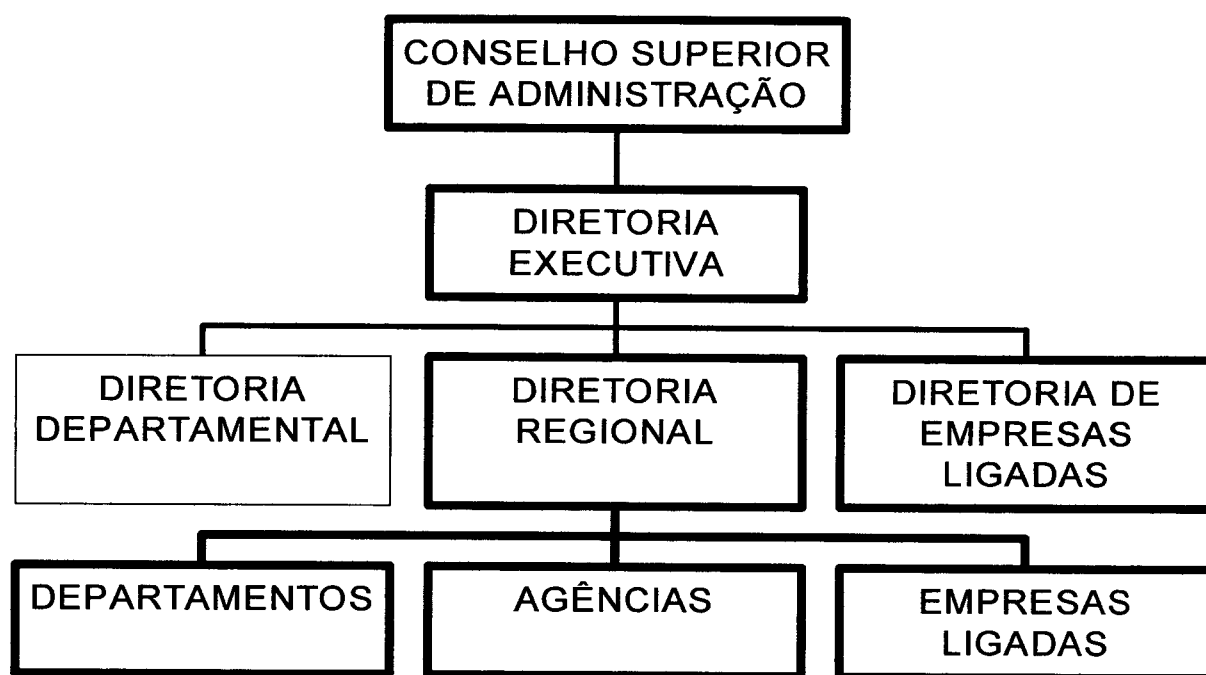 CONSELHO SUPERIOR
DE ADMINISTRAÇÃO
DIRETORIA
EXECUTIVA
DIRETORIA
DEPARTAMENTAL
DIRETORIA
REGIONAL
DIRETORIA DE
EMPRESAS
LIGADAS
DEPARTAMENTOS
AGÊNCIAS
EMPRESAS
LIGADAS